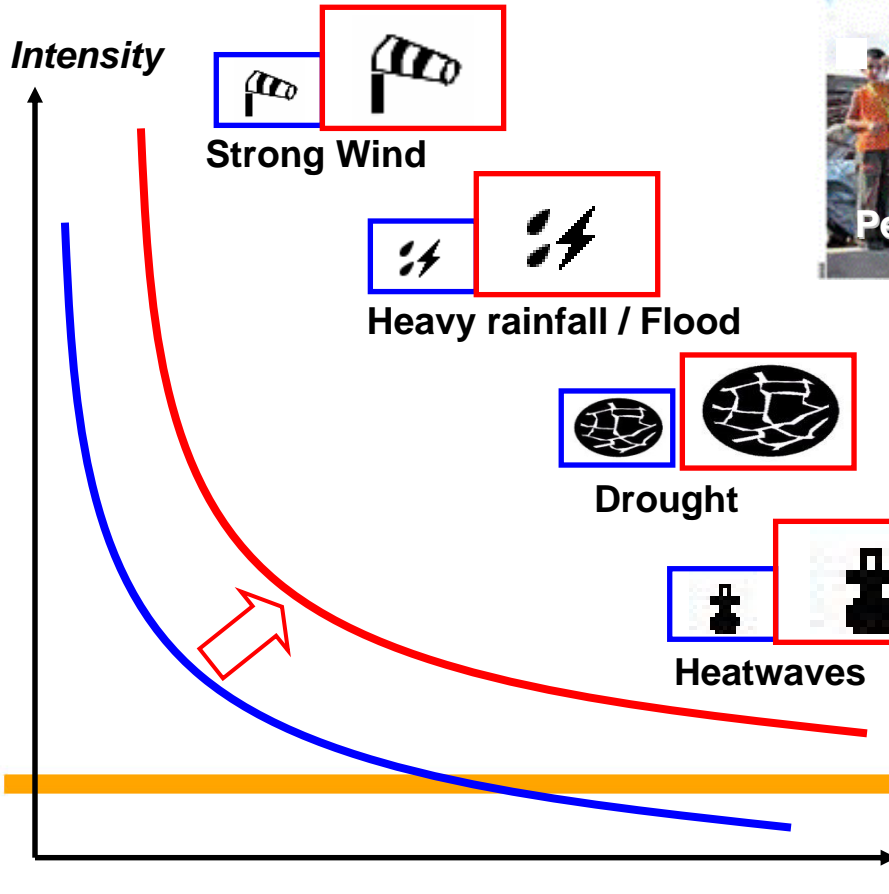 Intensity
Strong Wind
Heavy rainfall / Flood
Drought
Heatwaves